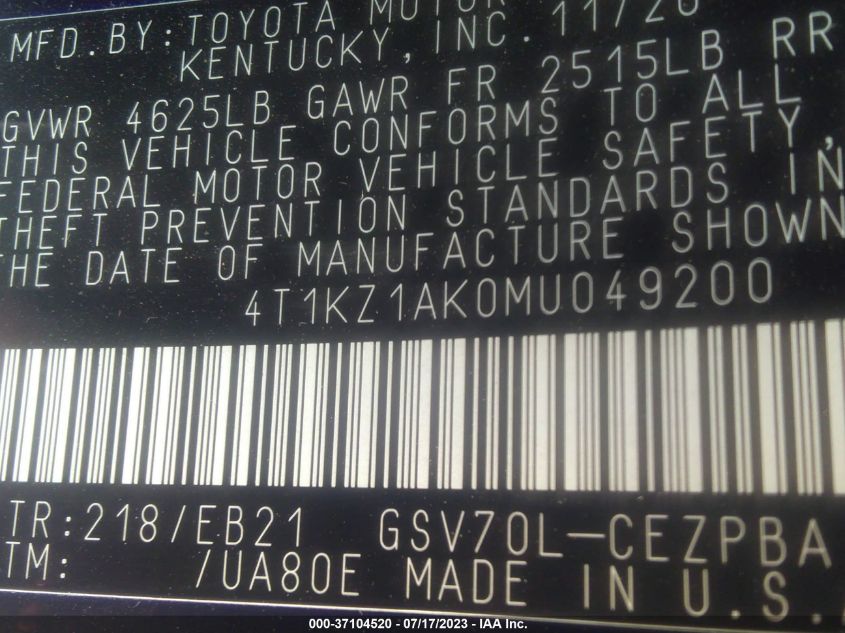 MFD.BY:TOYOTA MOTOR 11/20
KENTUCKY, INC.
GVWR 4625LB GAWR FR 2515LB RR
THIS VEHICLE CONFORMS TO ALL
FEDERAL MOTOR VEHICLE SAFETY,
THEFT PREVENTION STANDARDS IN
THE DATE OF MANUFACTURE SHOWN
4T1KZ1AK0MU049200
TR:218/EB21 GSV70L-CEZPBA
TM: /UA80E MADE IN U.S.
000-37104520 - 07/17/2023 - IAA Inc.